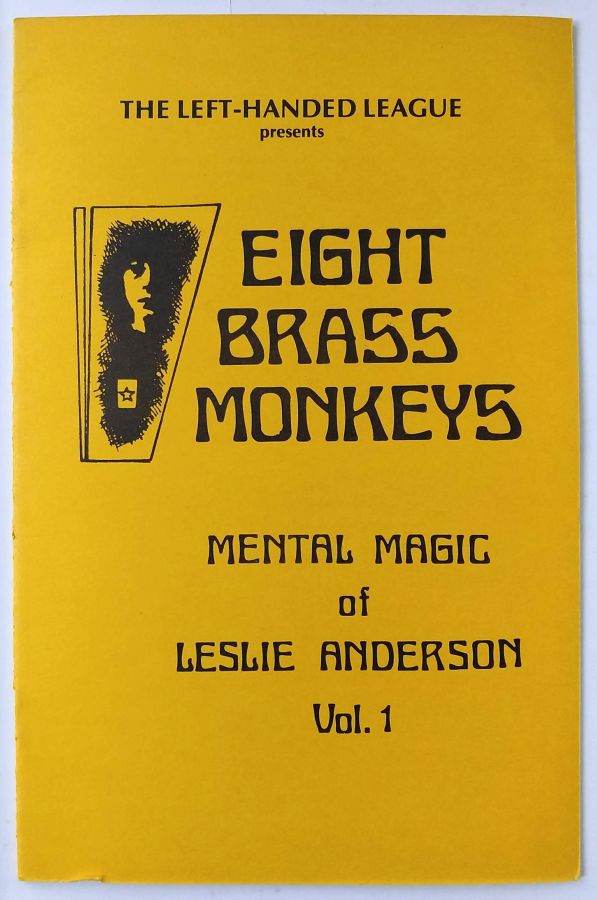 THE LEFT-HANDED LEAGUE
presents
EIGHT
BRASS
MONKEYS
MENTAL MAGIC
of
LESLIE ANDERSON
Vol. 1